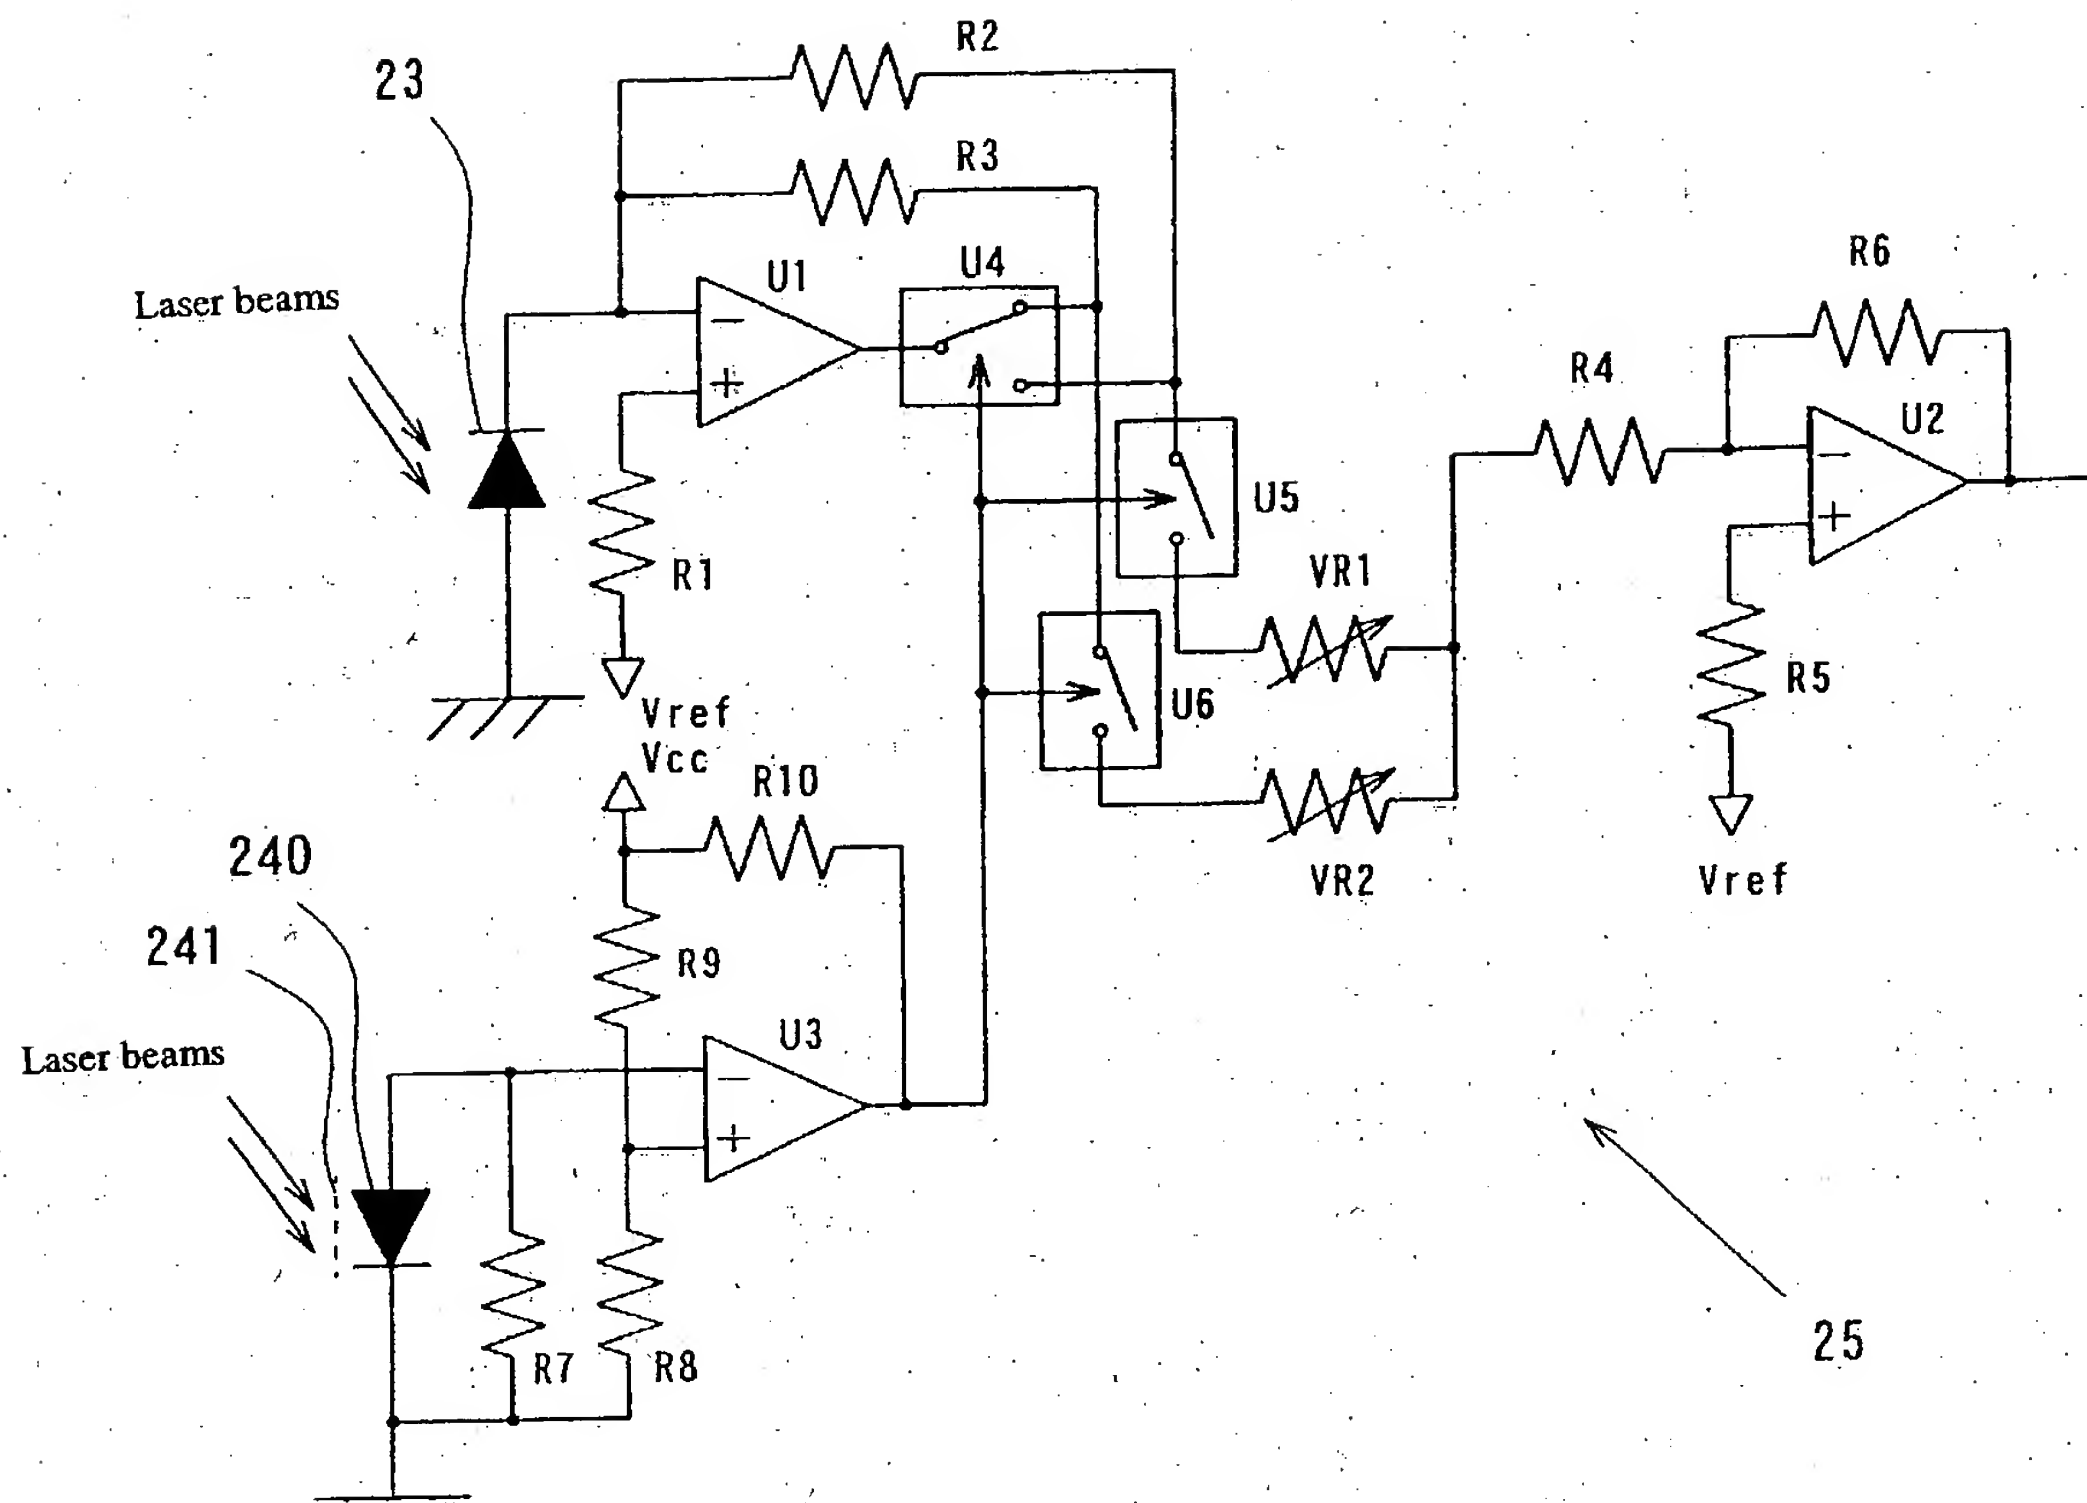 R2
23
R3
U1
U4
Laser beams
R6
R4
U2
−
+
−
+
U5
R1
VR1
R5
U6
Vref
Vcc
R10
VR2
Vref
240
241
R9
U3
Laser beams
−
+
R7
R8
25